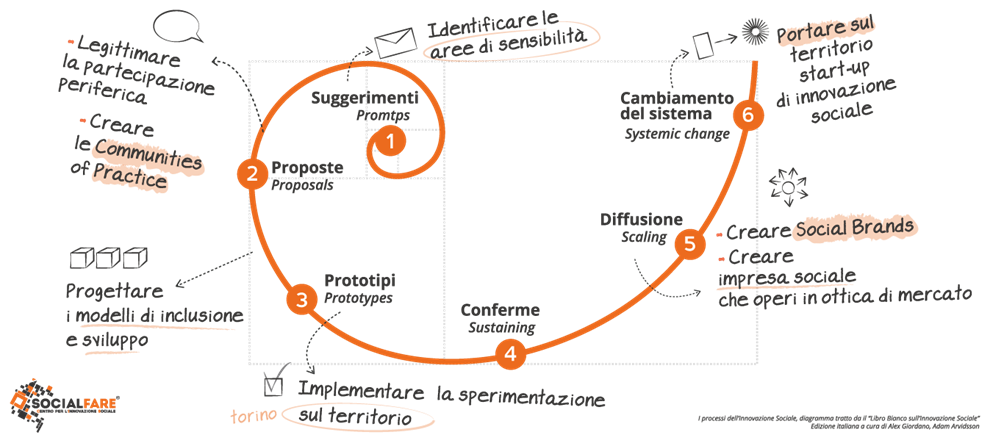 Identificare le
aree di sensibilità
Suggerimenti
Promtps
1
- Legittimare
la partecipazione
periferica
- Creare
le Communities
of Practice
2
Proposte
Proposals
Progettare
i modelli di inclusione
e sviluppo
3
Prototipi
Prototypes
Implementare la sperimentazione
torino sul territorio
Conferme
Sustaining
4
Diffusione
Scaling
5
- Creare Social Brands
- Creare
impresa sociale
che operi in ottica di mercato
Cambiamento
del sistema
Systemic change
6
Portare sul
territorio
start-up
di innovazione
sociale
SOCIALFARE®
CENTRO PER L'INNOVAZIONE SOCIALE
I processi dell'Innovazione Sociale, diagramma tratto da il "Libro Bianco sull'Innovazione Sociale"
Edizione italiana a cura di Alex Giordano, Adam Arvidsson